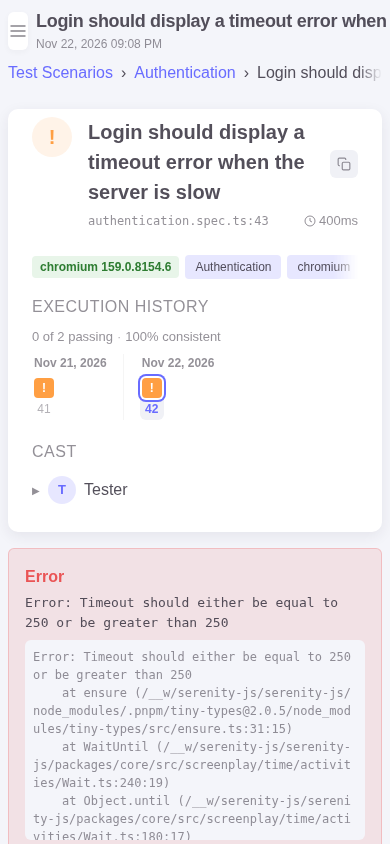 Login should display a timeout error when
Nov 22, 2026 09:08 PM
Test Scenarios › Authentication › Login should disp
!
Login should display a
timeout error when the
server is slow
authentication.spec.ts:43
400ms
chromium 159.0.8154.6
Authentication
chromium
EXECUTION HISTORY
0 of 2 passing · 100% consistent
Nov 21, 2026
Nov 22, 2026
!
!
41
42
CAST
▶ T Tester
Error
Error: Timeout should either be equal to
250 or be greater than 250
Error: Timeout should either be equal to 250
or be greater than 250
at ensure (/__w/serenity-js/serenity-js/
node_modules/.pnpm/tiny-types@2.0.5/node_mod
ules/tiny-types/src/ensure.ts:31:15)
at WaitUntil (/__w/serenity-js/serenity-
js/packages/core/src/screenplay/time/activit
ies/Wait.ts:240:19)
at Object.until (/__w/serenity-js/sereni
ty-js/packages/core/src/screenplay/time/acti
vities/Wait.ts:180:17)